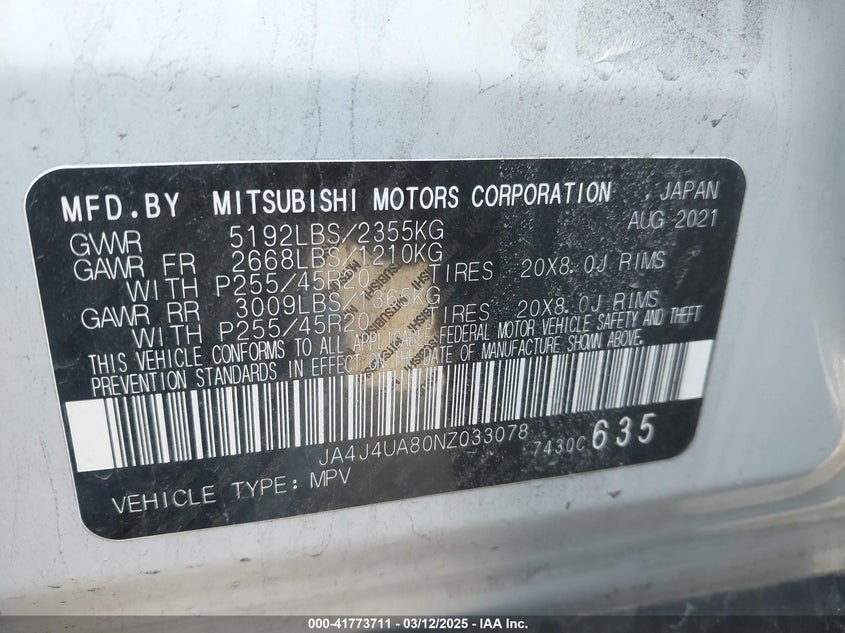 MFD.BY MITSUBISHI MOTORS CORPORATION , JAPAN
AUG 2021
GVWR 5192LBS/2355KG
GAWR FR 2668LBS/1210KG
WITH P255/45R20 TIRES 20X8.0J RIMS
GAWR RR 3009LBS/1365KG
WITH P255/45R20 TIRES 20X8.0J RIMS
THIS VEHICLE CONFORMS TO ALL APPLICABLE FEDERAL MOTOR VEHICLE SAFETY AND THEFT
PREVENTION STANDARDS IN EFFECT ON THE DATE OF MANUFACTURE SHOWN ABOVE.
JA4J4UA80NZ033078 7430C 635
VEHICLE TYPE: MPV
000-41773711 - 03/12/2025 - IAA Inc.